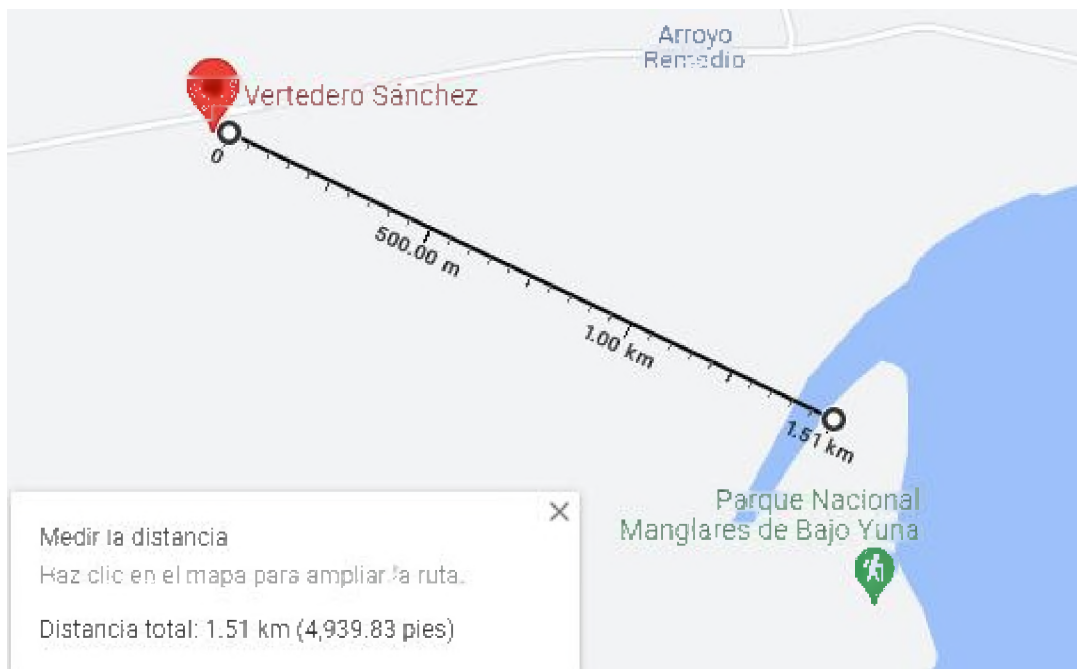 Arroyo
Remedio
Vertedero Sánchez
0
500.00 m
1.00 km
1.51 km
Parque Nacional
Manglares de Bajo Yuna
Medir la distancia
Haz clic en el mapa para ampliar la ruta.
Distancia total: 1.51 km (4,939.83 pies)